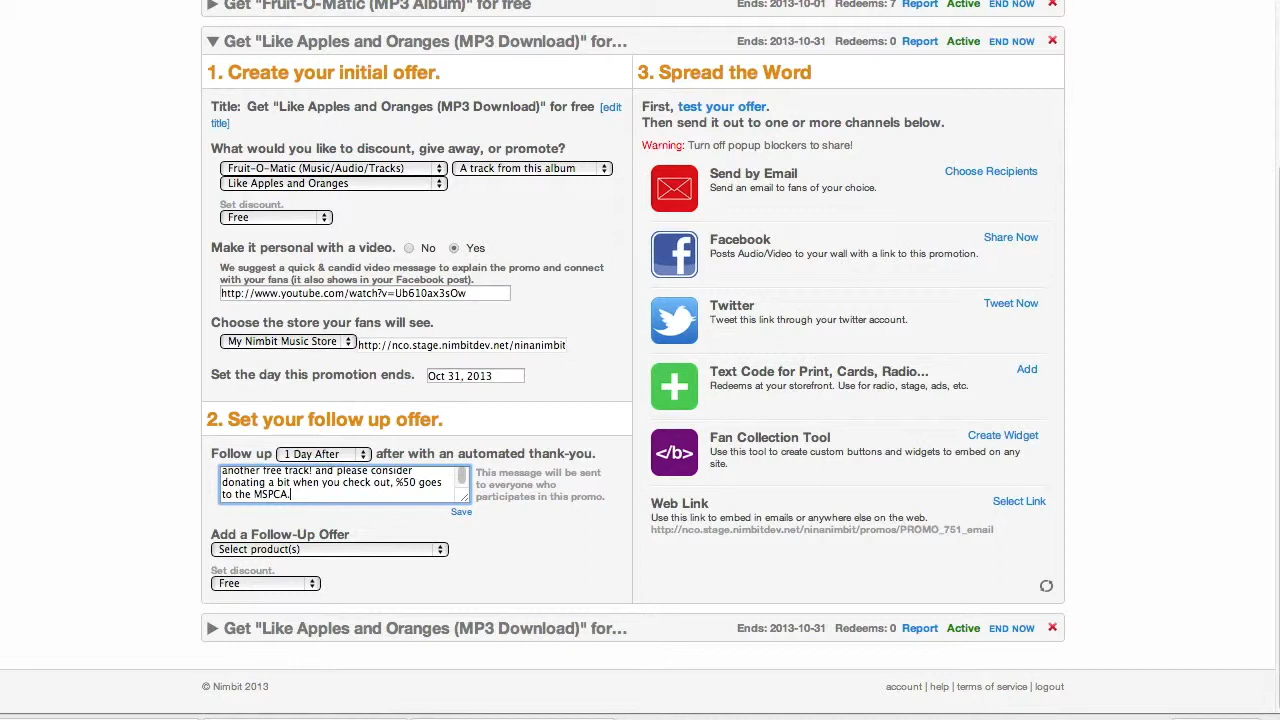 Get "Fruit-O-Matic (MP3 Album)" for free Ends: 2013-10-01 Redeems: 7 Report Active END NOW
Get "Like Apples and Oranges (MP3 Download)" for... Ends: 2013-10-31 Redeems: 0 Report Active END NOW
1. Create your initial offer.
Title: Get "Like Apples and Oranges (MP3 Download)" for free [edit
title]
What would you like to discount, give away, or promote?
Fruit-O-Matic (Music/Audio/Tracks) A track from this album
Like Apples and Oranges
Set discount.
Free
Make it personal with a video. No Yes
We suggest a quick & candid video message to explain the promo and connect
with your fans (it also shows in your Facebook post).
http://www.youtube.com/watch?v=Ub610ax3sOw
Choose the store your fans will see.
My Nimbit Music Store http://nco.stage.nimbitdev.net/ninanimbit
Set the day this promotion ends. Oct 31, 2013
2. Set your follow up offer.
Follow up 1 Day After after with an automated thank-you.
another free track! and please consider
donating a bit when you check out, %50 goes
to the MSPCA.
This message will be sent
to everyone who
participates in this promo.
Save
Add a Follow-Up Offer
Select product(s)
Set discount.
Free
3. Spread the Word
First, test your offer.
Then send it out to one or more channels below.
Warning: Turn off popup blockers to share!
Send by Email Choose Recipients
Send an email to fans of your choice.
Facebook Share Now
Posts Audio/Video to your wall with a link to this promotion.
Twitter Tweet Now
Tweet this link through your twitter account.
Text Code for Print, Cards, Radio... Add
Redeems at your storefront. Use for radio, stage, ads, etc.
</b>
Fan Collection Tool Create Widget
Use this tool to create custom buttons and widgets to embed on any
site.
Web Link Select Link
Use this link to embed in emails or anywhere else on the web.
http://nco.stage.nimbitdev.net/ninanimbit/promos/PROMO_751_email
Get "Like Apples and Oranges (MP3 Download)" for... Ends: 2013-10-31 Redeems: 0 Report Active END NOW
© Nimbit 2013 account | help | terms of service | logout